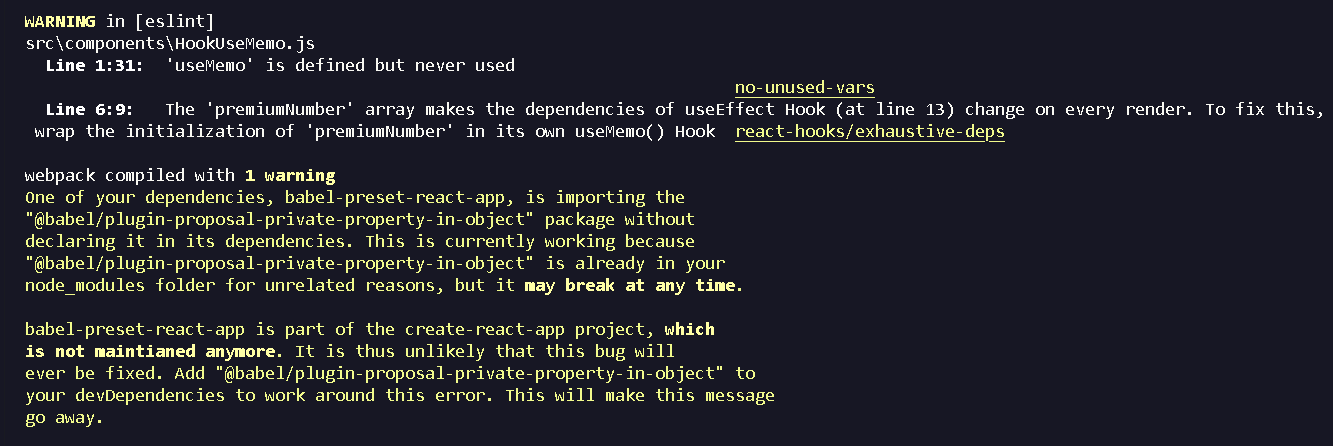 WARNING in [eslint]
src\components\HookUseMemo.js
Line 1:31:  'useMemo' is defined but never used
no-unused-vars
Line 6:9:   The 'premiumNumber' array makes the dependencies of useEffect Hook (at line 13) change on every render. To fix this,
wrap the initialization of 'premiumNumber' in its own useMemo() Hook  react-hooks/exhaustive-deps
webpack compiled with 1 warning
One of your dependencies, babel-preset-react-app, is importing the
"@babel/plugin-proposal-private-property-in-object" package without
declaring it in its dependencies. This is currently working because
"@babel/plugin-proposal-private-property-in-object" is already in your
node_modules folder for unrelated reasons, but it may break at any time.
babel-preset-react-app is part of the create-react-app project, which
is not maintianed anymore. It is thus unlikely that this bug will
ever be fixed. Add "@babel/plugin-proposal-private-property-in-object" to
your devDependencies to work around this error. This will make this message
go away.